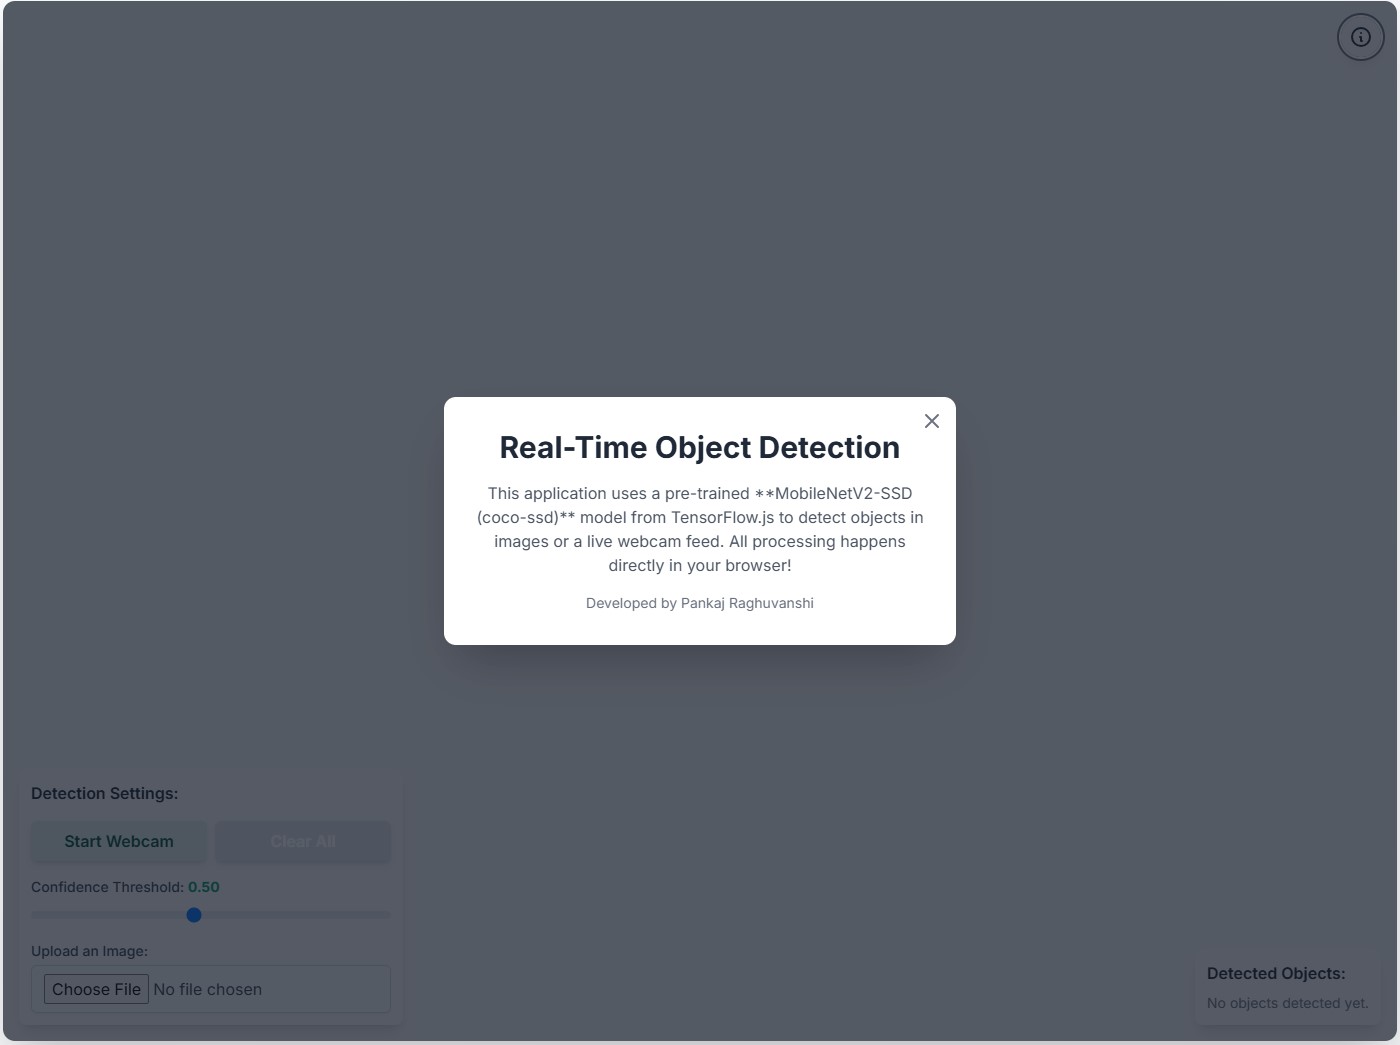 Real-Time Object Detection
This application uses a pre-trained **MobileNetV2-SSD
(coco-ssd)** model from TensorFlow.js to detect objects in
images or a live webcam feed. All processing happens
directly in your browser!
Developed by Pankaj Raghuvanshi
Detection Settings:
Start Webcam
Clear All
Confidence Threshold: 0.50
Upload an Image:
Choose File No file chosen
Detected Objects:
No objects detected yet.